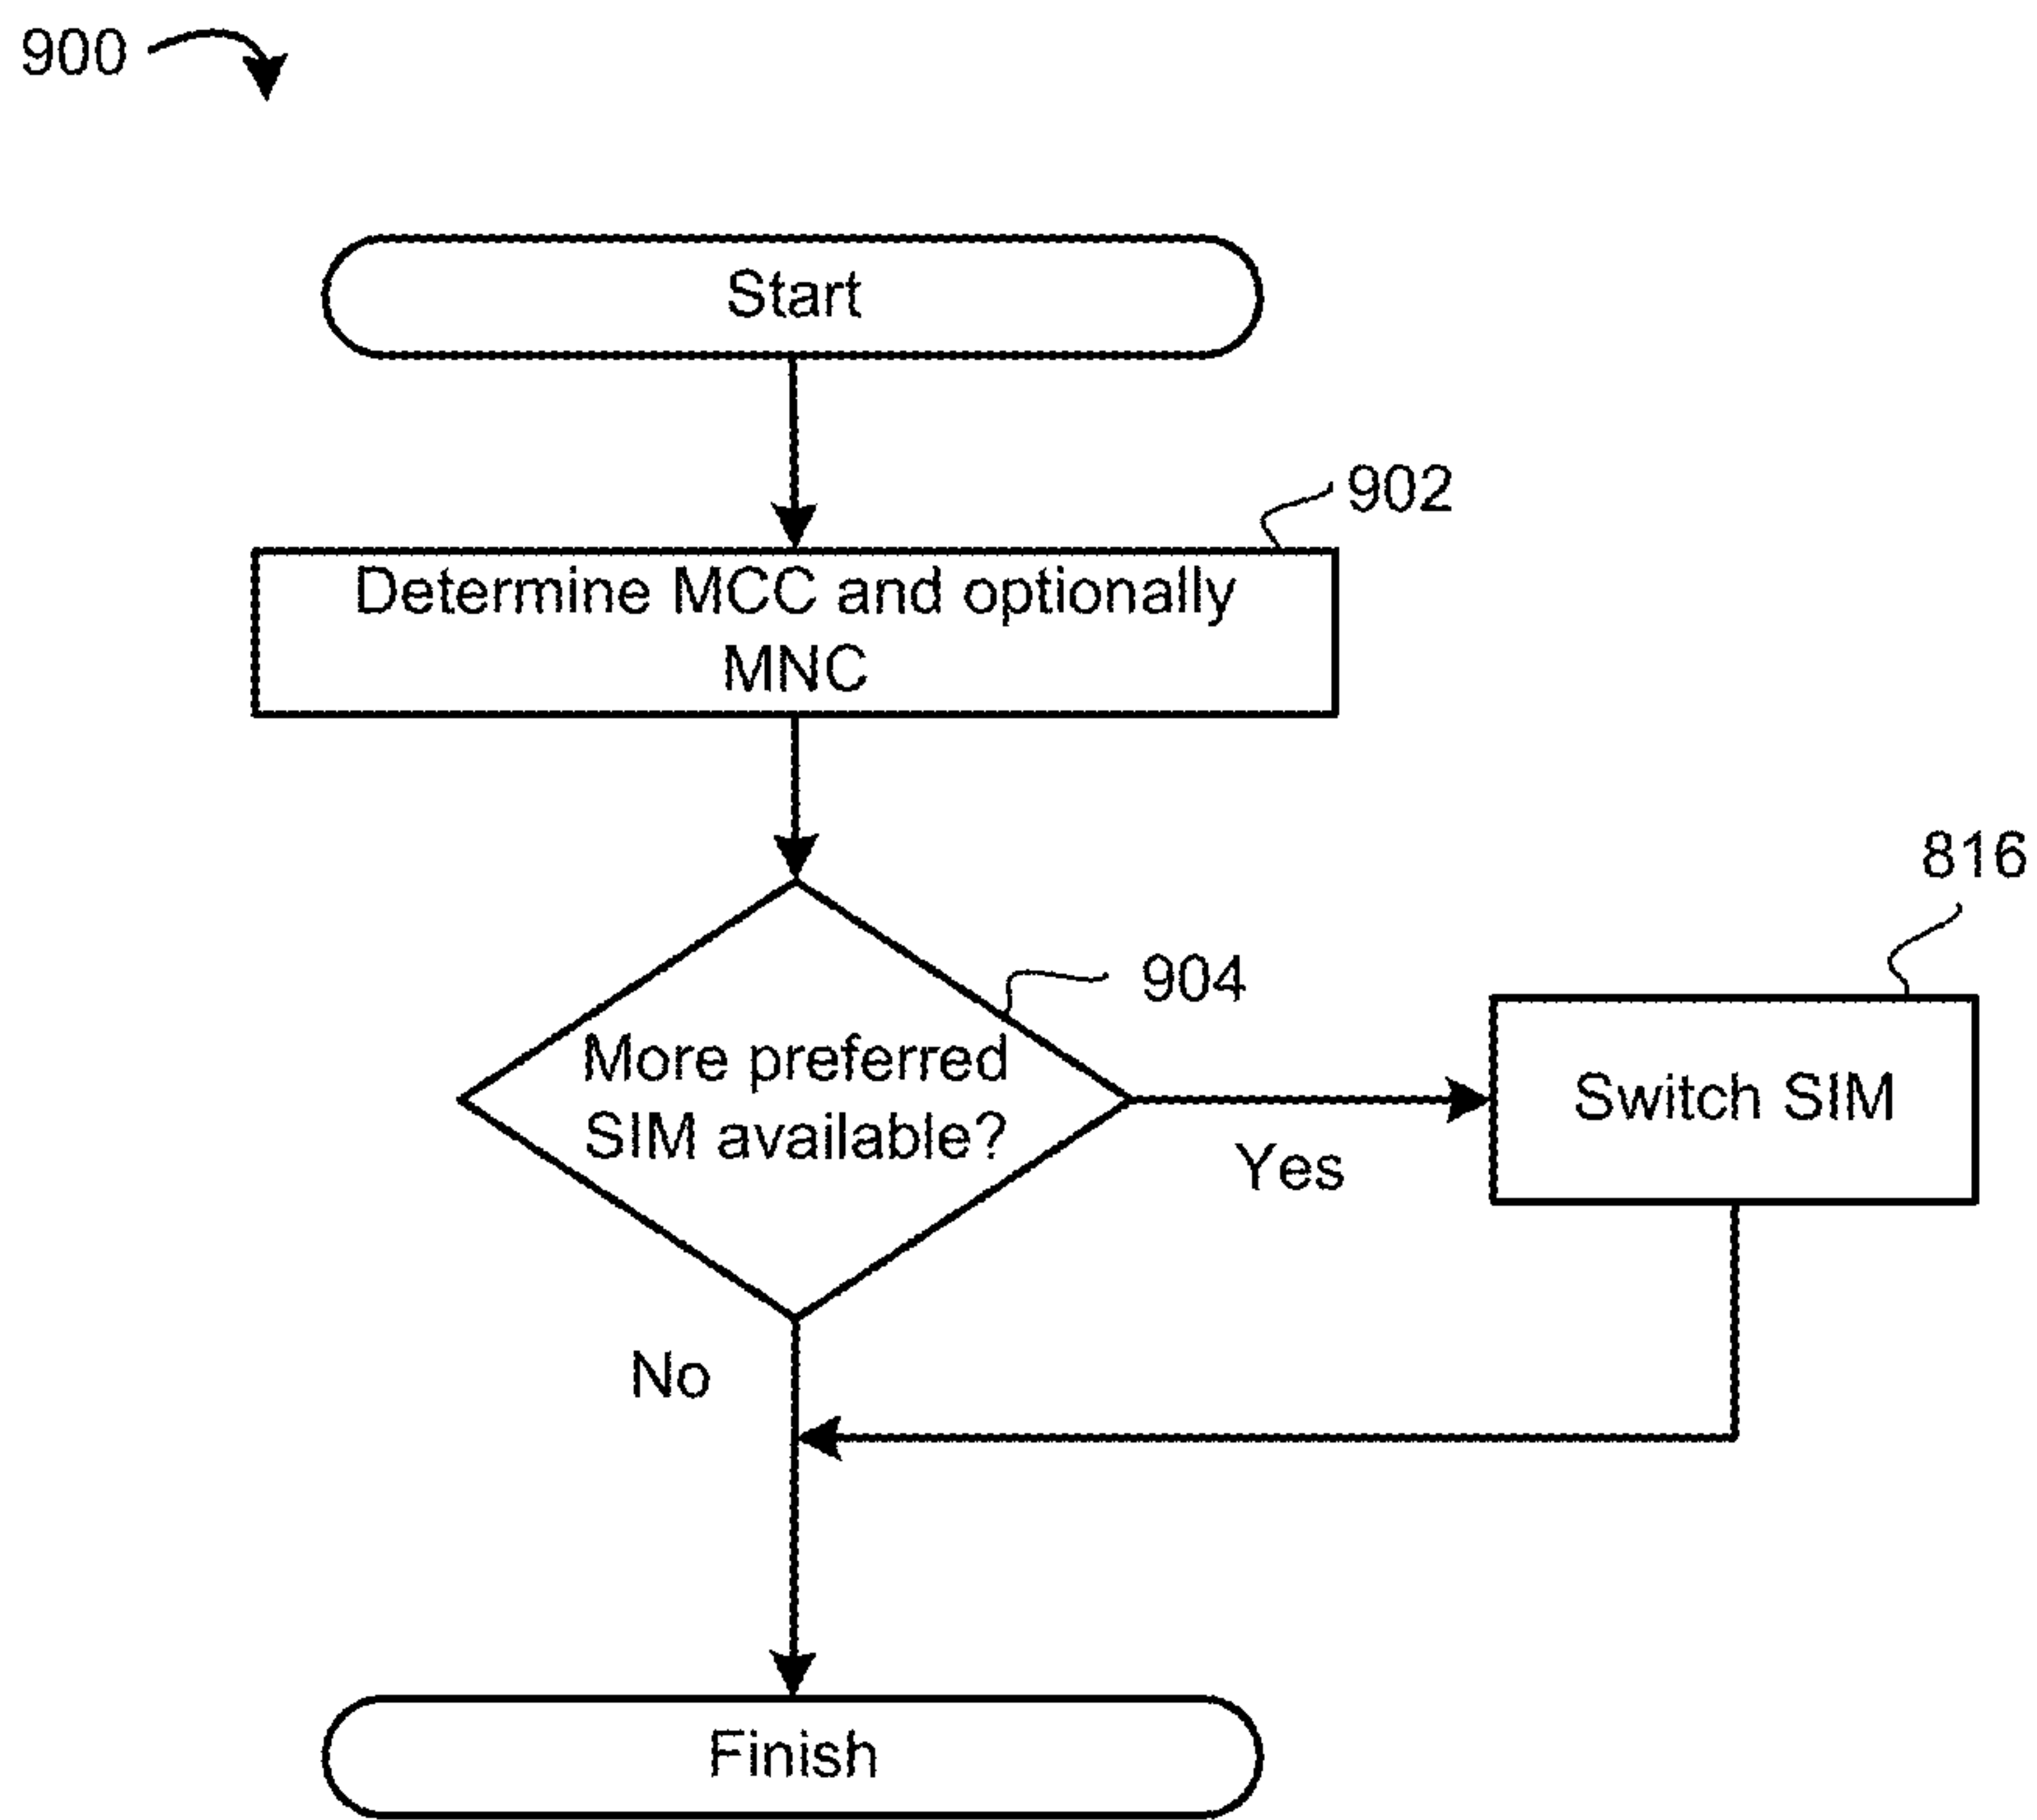 900
Start
902
Determine MCC and optionally
MNC
816
904
More preferred
SIM available?
Switch SIM
Yes
No
Finish